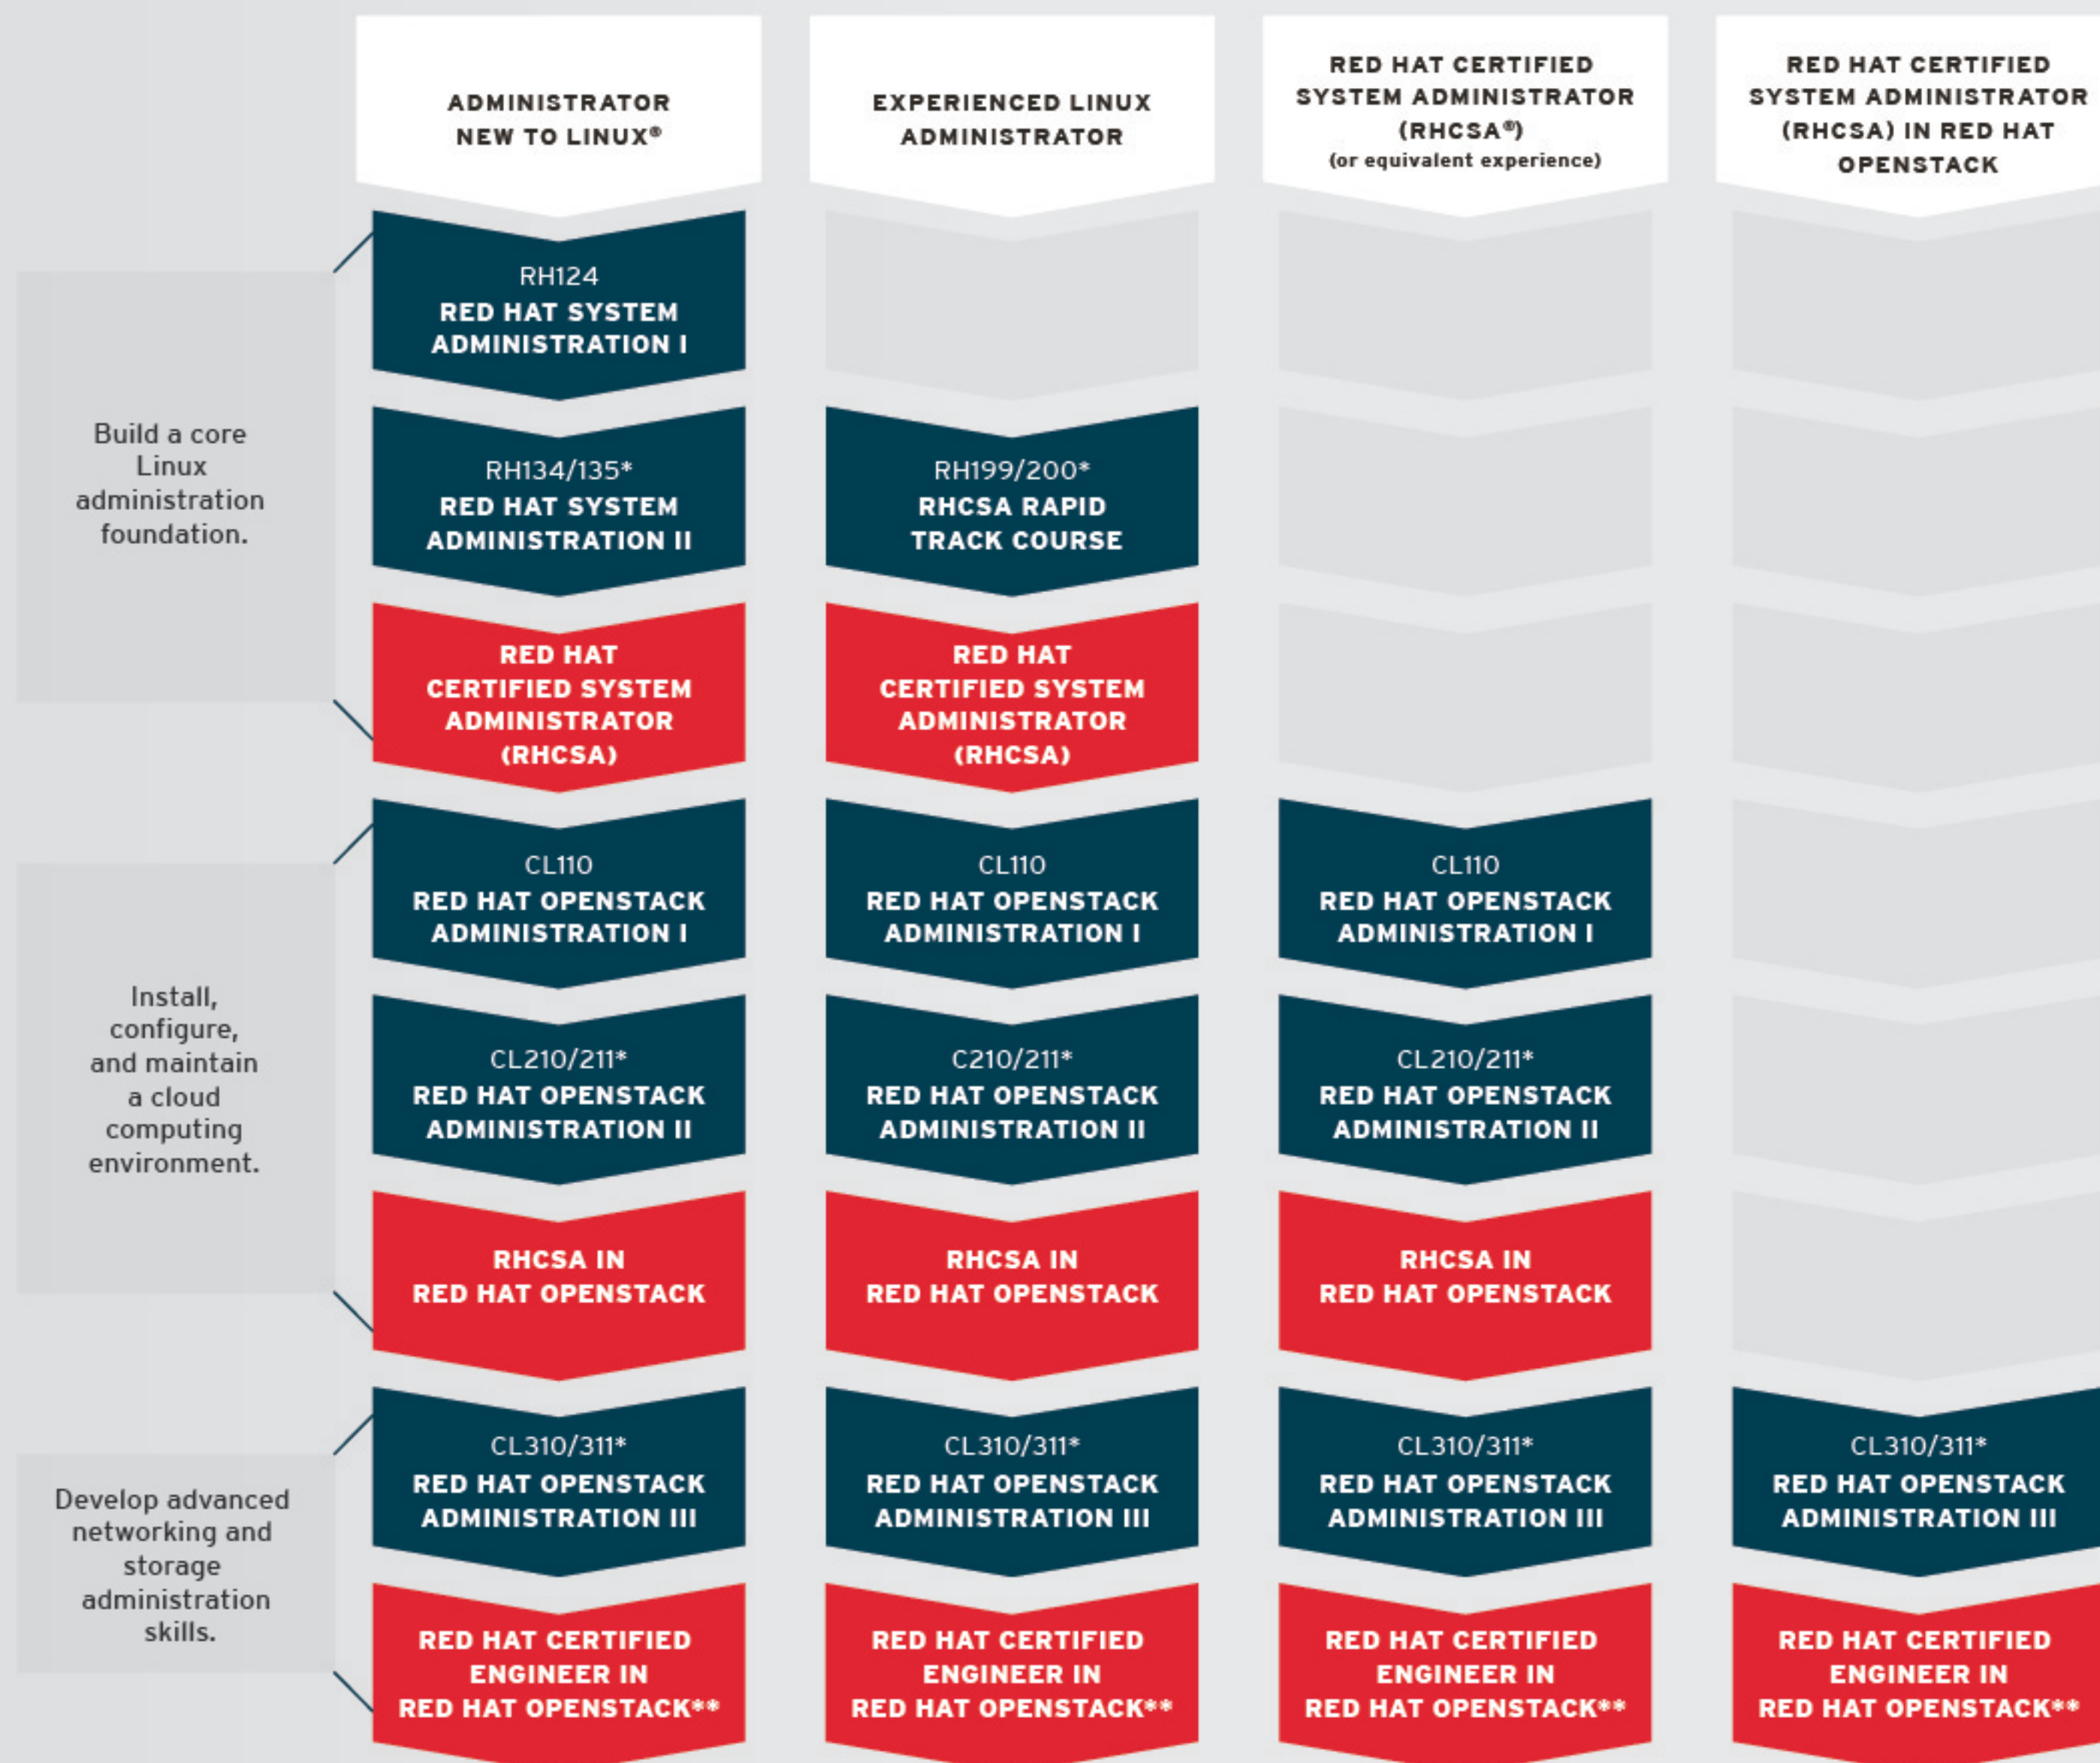 ADMINISTRATOR
NEW TO LINUX®
EXPERIENCED LINUX
ADMINISTRATOR
RED HAT CERTIFIED
SYSTEM ADMINISTRATOR
(RHCSA®)
(or equivalent experience)
RED HAT CERTIFIED
SYSTEM ADMINISTRATOR
(RHCSA) IN RED HAT
OPENSTACK
Build a core
Linux
administration
foundation.
RH124
RED HAT SYSTEM
ADMINISTRATION I
RH134/135*
RED HAT SYSTEM
ADMINISTRATION II
RH199/200*
RHCSA RAPID
TRACK COURSE
RED HAT
CERTIFIED SYSTEM
ADMINISTRATOR
(RHCSA)
RED HAT
CERTIFIED SYSTEM
ADMINISTRATOR
(RHCSA)
Install,
configure,
and maintain
a cloud
computing
environment.
CL110
RED HAT OPENSTACK
ADMINISTRATION I
CL110
RED HAT OPENSTACK
ADMINISTRATION I
CL110
RED HAT OPENSTACK
ADMINISTRATION I
CL210/211*
RED HAT OPENSTACK
ADMINISTRATION II
C210/211*
RED HAT OPENSTACK
ADMINISTRATION II
CL210/211*
RED HAT OPENSTACK
ADMINISTRATION II
RHCSA IN
RED HAT OPENSTACK
RHCSA IN
RED HAT OPENSTACK
RHCSA IN
RED HAT OPENSTACK
Develop advanced
networking and
storage
administration
skills.
CL310/311*
RED HAT OPENSTACK
ADMINISTRATION III
CL310/311*
RED HAT OPENSTACK
ADMINISTRATION III
CL310/311*
RED HAT OPENSTACK
ADMINISTRATION III
CL310/311*
RED HAT OPENSTACK
ADMINISTRATION III
RED HAT CERTIFIED
ENGINEER IN
RED HAT OPENSTACK**
RED HAT CERTIFIED
ENGINEER IN
RED HAT OPENSTACK**
RED HAT CERTIFIED
ENGINEER IN
RED HAT OPENSTACK**
RED HAT CERTIFIED
ENGINEER IN
RED HAT OPENSTACK**